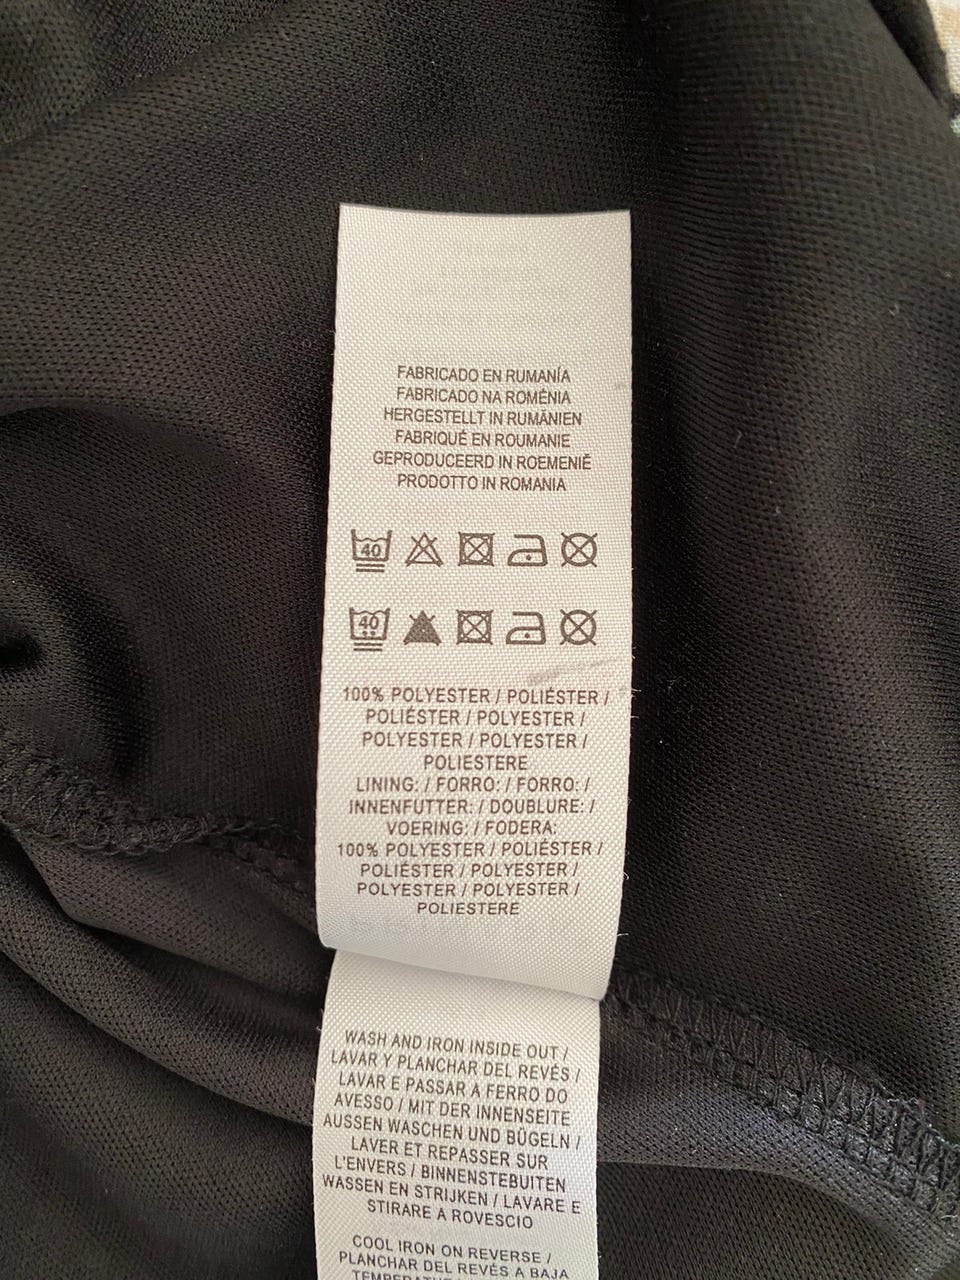 FABRICADO EN RUMANÍA
FABRICADO NA ROMÉNIA
HERGESTELLT IN RUMÄNIEN
FABRIQUÉ EN ROUMANIE
GEPRODUCEERD IN ROEMENIË
PRODOTTO IN ROMANIA
40
40
100% POLYESTER / POLIÉSTER /
POLIÉSTER / POLYESTER /
POLYESTER / POLYESTER /
POLIESTERE
LINING: / FORRO: / FORRO: /
INNENFUTTER: / DOUBLURE: /
VOERING: / FODERA:
100% POLYESTER / POLIÉSTER /
POLIÉSTER / POLYESTER /
POLYESTER / POLYESTER /
POLIESTERE
WASH AND IRON INSIDE OUT /
LAVAR Y PLANCHAR DEL REVÉS /
LAVAR E PASSAR A FERRO DO
AVESSO / MIT DER INNENSEITE
AUSSEN WASCHEN UND BÜGELN /
LAVER ET REPASSER SUR
L'ENVERS / BINNENSTEBUITEN
WASSEN EN STRIJKEN / LAVARE E
STIRARE A ROVESCIO
COOL IRON ON REVERSE /
PLANCHAR DEL REVÉS A BAJA